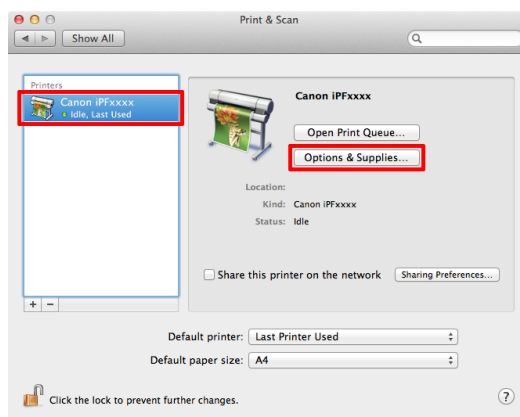 Print & Scan
Show All
Printers
Canon iPFxxxx
Idle, Last Used
Canon iPFxxxx
Open Print Queue...
Options & Supplies...
Location:
Kind: Canon iPFxxxx
Status: Idle
Share this printer on the network Sharing Preferences...
+ −
Default printer: Last Printer Used
Default paper size: A4
Click the lock to prevent further changes. ?